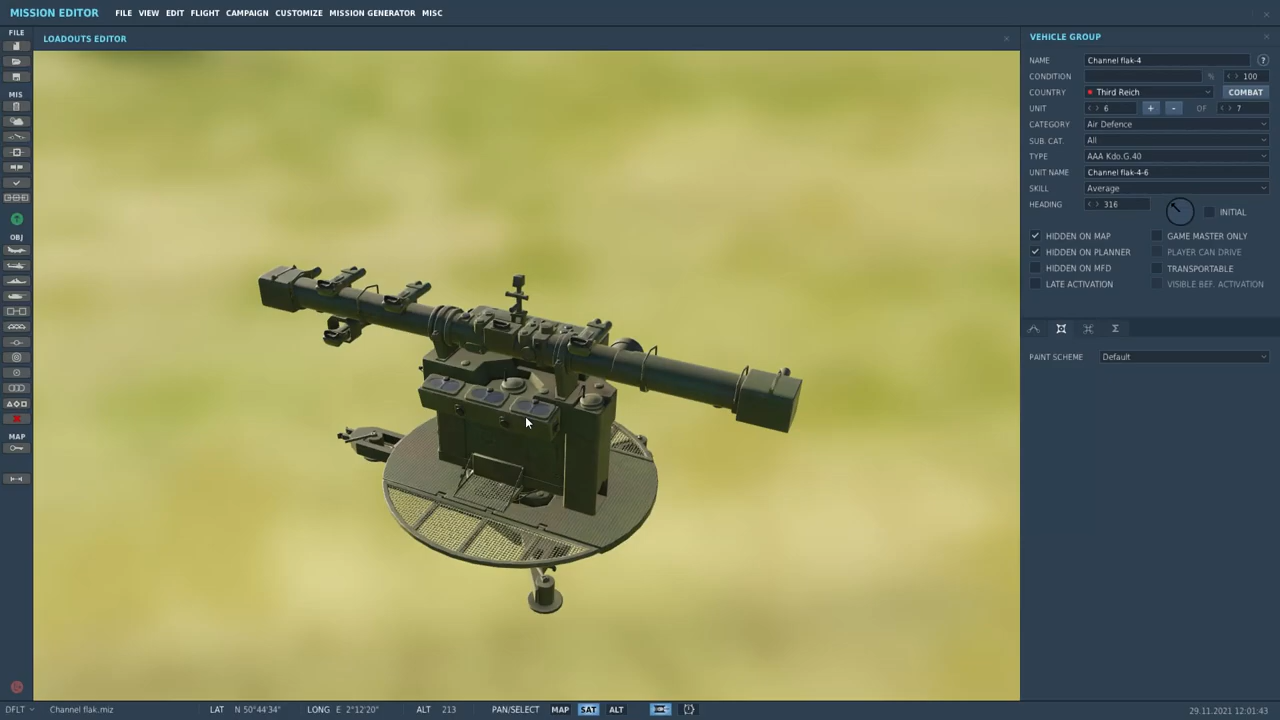 MISSION EDITOR FILE VIEW EDIT FLIGHT CAMPAIGN CUSTOMIZE MISSION GENERATOR MISC
FILE
MIS
OBJ
MAP
LOADOUTS EDITOR
VEHICLE GROUP
NAME Channel flak-4 ?
CONDITION % 100
COUNTRY Third Reich COMBAT
UNIT 6 + - OF 7
CATEGORY Air Defence
SUB. CAT. All
TYPE AAA Kdo.G.40
UNIT NAME Channel flak-4-6
SKILL Average
HEADING 316 INITIAL
HIDDEN ON MAP GAME MASTER ONLY
HIDDEN ON PLANNER PLAYER CAN DRIVE
HIDDEN ON MFD TRANSPORTABLE
LATE ACTIVATION VISIBLE BEF. ACTIVATION
PAINT SCHEME Default
DFLT Channel flak.miz LAT N 50°44'34" LONG E 2°12'20" ALT 213 PAN/SELECT MAP SAT ALT 29.11.2021 12:01:43